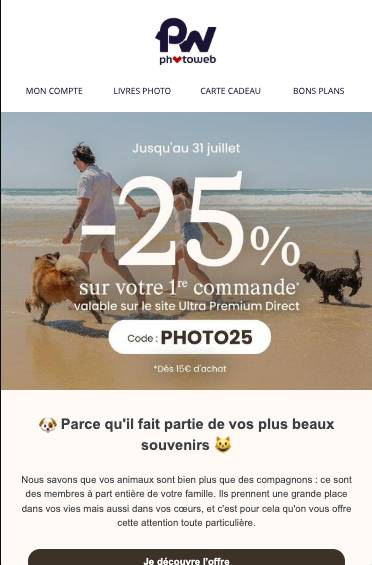 PW
ph♥toweb
MON COMPTE LIVRES PHOTO CARTE CADEAU BONS PLANS
Jusqu'au 31 juillet
-25%
sur votre 1re commande*
valable sur le site Ultra Premium Direct
Code : PHOTO25
*Dès 15€ d'achat
🐶 Parce qu'il fait partie de vos plus beaux
souvenirs 😺
Nous savons que vos animaux sont bien plus que des compagnons : ce sont
des membres à part entière de votre famille. Ils prennent une grande place
dans vos vies mais aussi dans vos cœurs, et c'est pour cela qu'on vous offre
cette attention toute particulière.
Je découvre l'offre